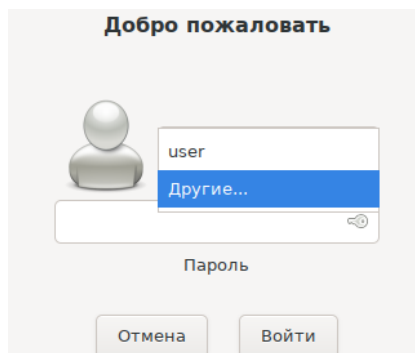 Добро пожаловать
user
Другие...
Пароль
Отмена Войти